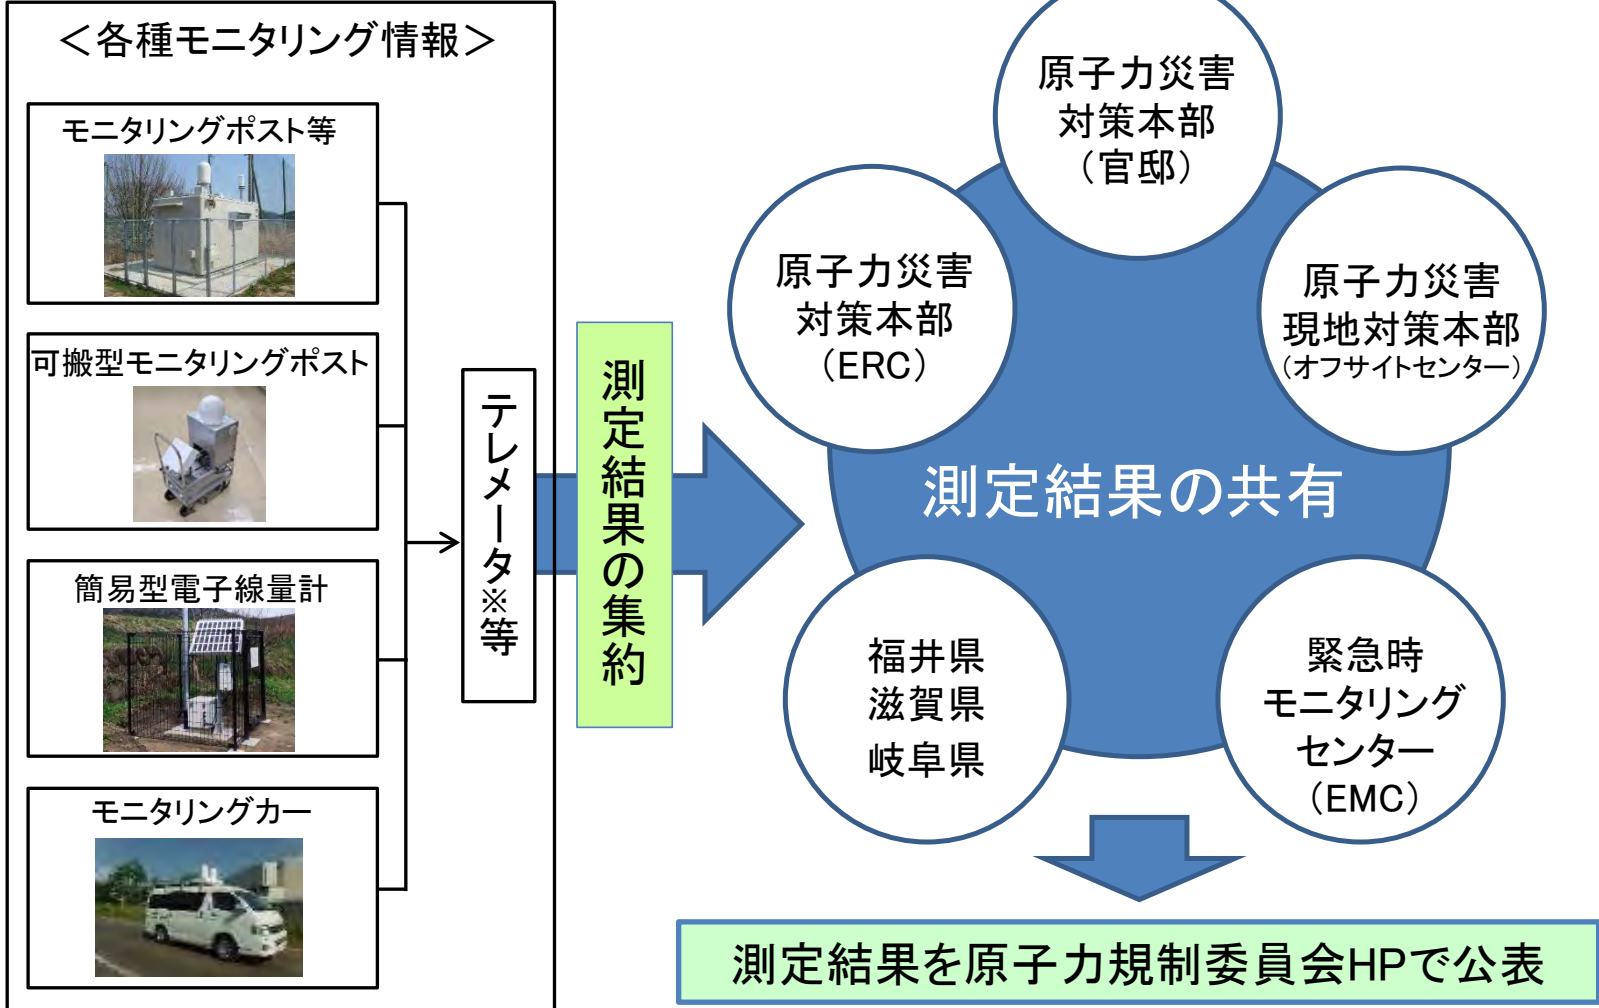 ＜各種モニタリング情報＞
モニタリングポスト等
可搬型モニタリングポスト
簡易型電子線量計
モニタリングカー
テレメータ※等
測定結果の集約
原子力災害
対策本部
（官邸）
原子力災害
対策本部
（ERC）
原子力災害
現地対策本部
（オフサイトセンター）
測定結果の共有
福井県
滋賀県
岐阜県
緊急時
モニタリング
センター
（EMC）
測定結果を原子力規制委員会HPで公表